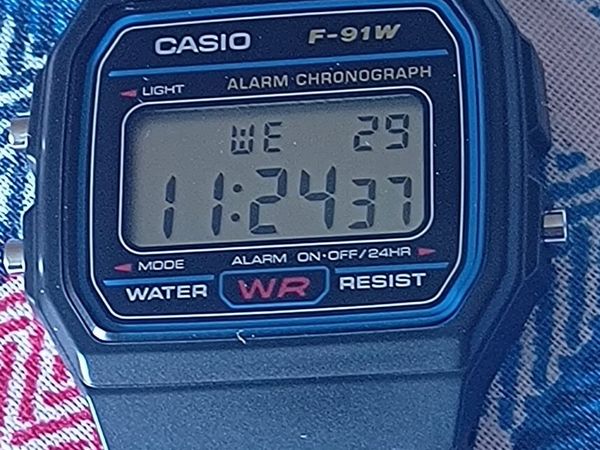 CASIO F-91W
ALARM CHRONOGRAPH
LIGHT
WE 29
11:24 37
MODE ALARM ON·OFF/24HR
WATER WR RESIST